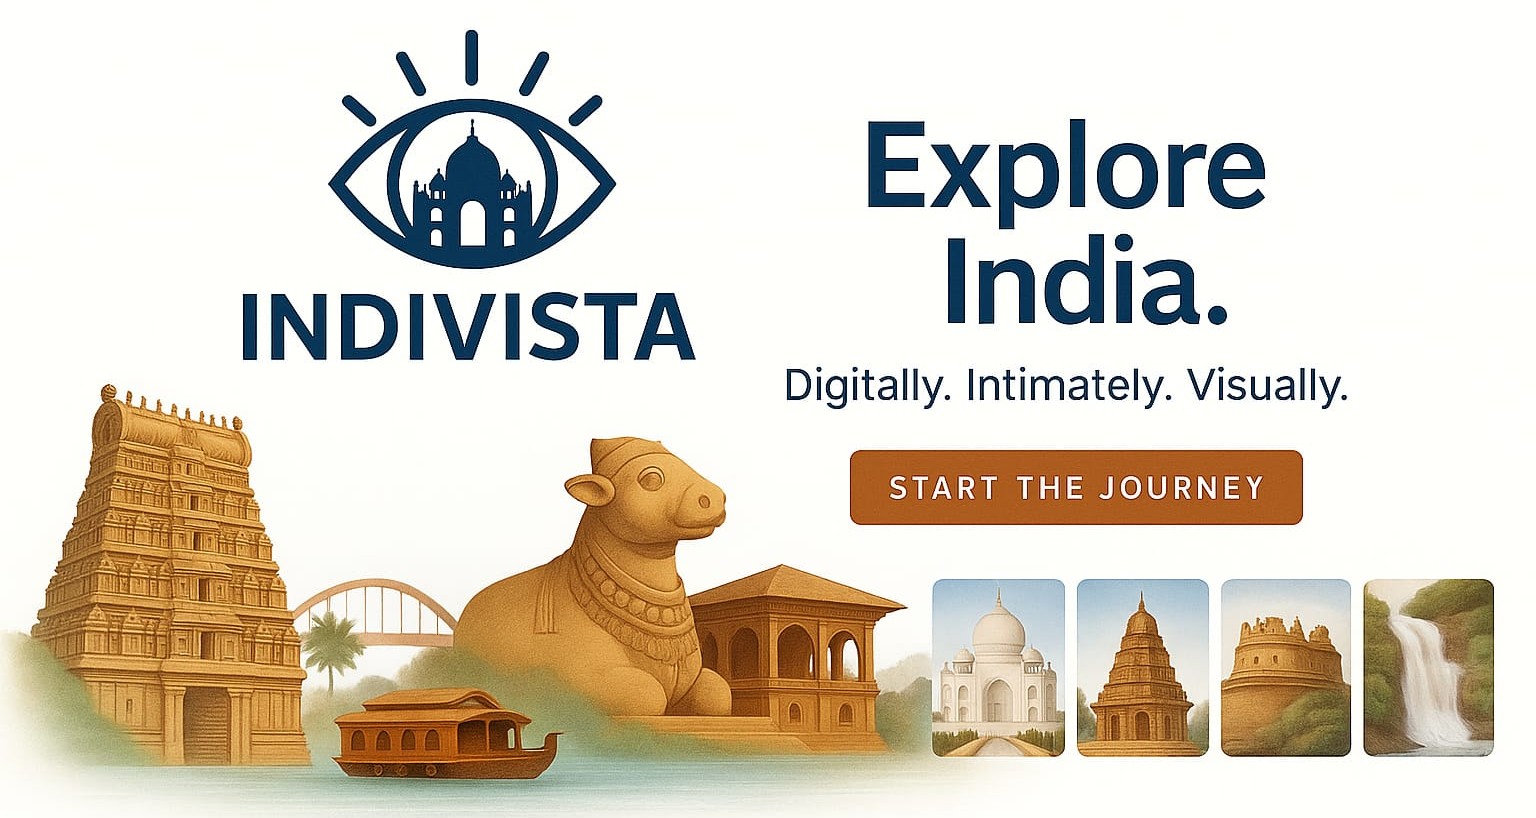 INDIVISTA
Explore
India.
Digitally. Intimately. Visually.
START THE JOURNEY